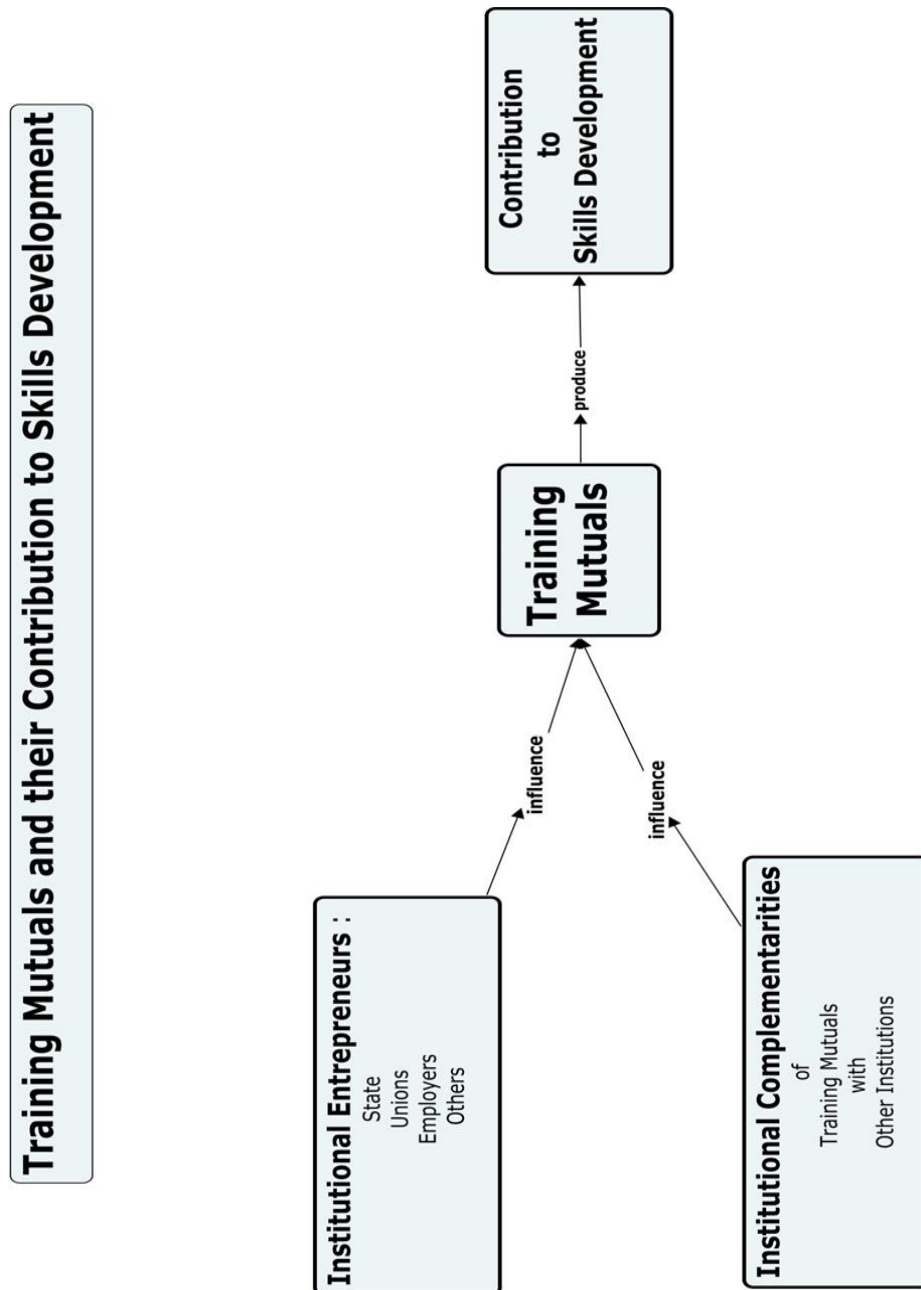 Training Mutuals and their Contribution to Skills Development
Institutional Entrepreneurs :
State
Unions
Employers
Others
influence
Institutional Complementarities
of
Training Mutuals
with
Other Institutions
influence
Training
Mutuals
produce
Contribution
to
Skills Development